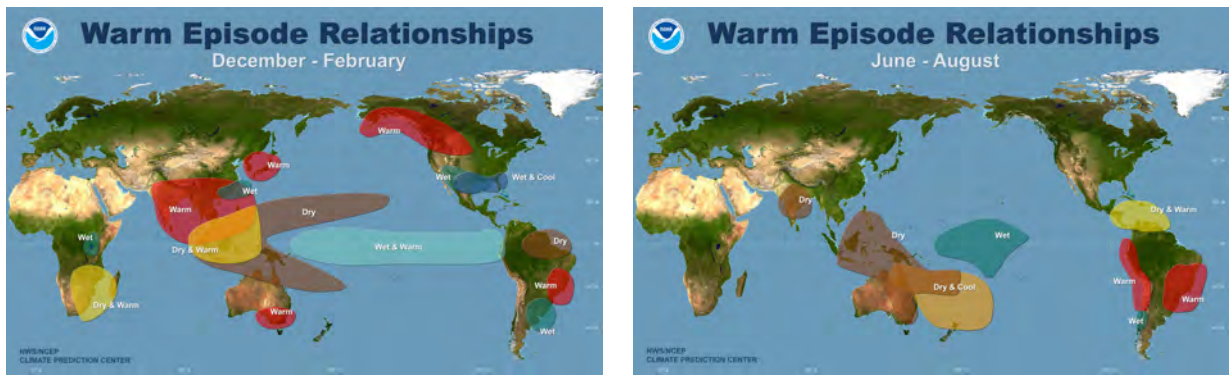 Warm Episode Relationships
December - February
Warm
Warm
Wet
Wet & Cool
Wet
Warm
Dry
Dry & Warm
Wet & Warm
Dry
Wet
Dry & Warm
Warm
Warm
Wet
NWS/NCEP
CLIMATE PREDICTION CENTER
Warm Episode Relationships
June - August
Dry
Dry & Warm
Dry
Wet
Dry & Cool
Warm
Warm
Wet
NWS/NCEP
CLIMATE PREDICTION CENTER